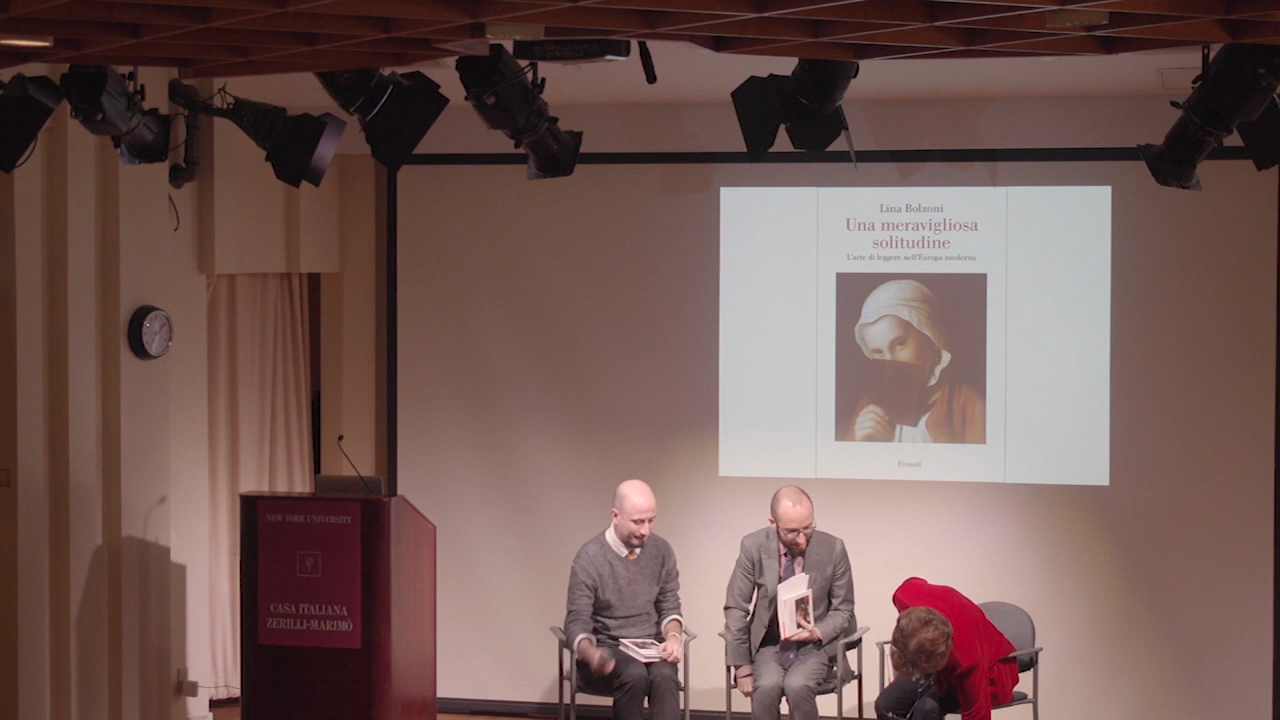 Lina Bolzoni
Una meravigliosa
solitudine
L'arte di leggere nell'Europa moderna
Einaudi
NEW YORK UNIVERSITY
CASA ITALIANA
ZERILLI-MARIMÒ